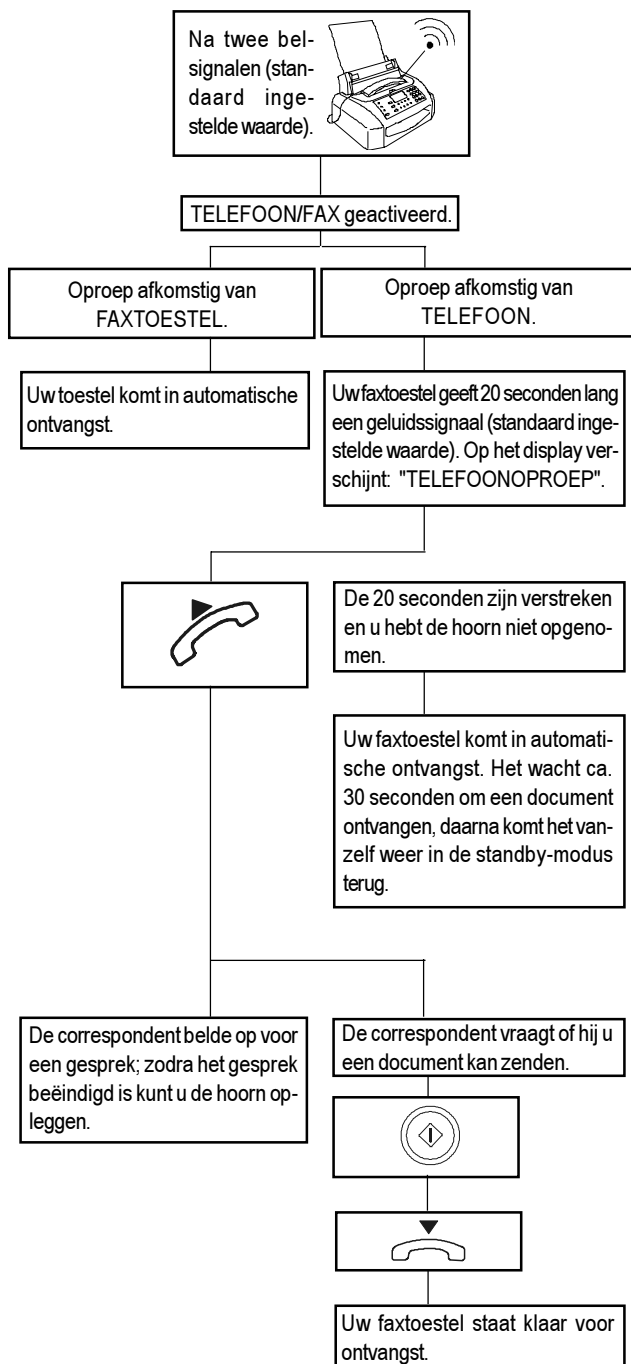 Na twee bel-
signalen (stan-
daard inge-
stelde waarde).
TELEFOON/FAX geactiveerd.
Oproep afkomstig van
FAXTOESTEL.
Oproep afkomstig van
TELEFOON.
Uw toestel komt in automatische
ontvangst.
Uw faxtoestel geeft 20 seconden lang
een geluidssignaal (standaard inge-
stelde waarde). Op het display ver-
schijnt: "TELEFOONOPROEP".
De 20 seconden zijn verstreken
en u hebt de hoorn niet opgeno-
men.
Uw faxtoestel komt in automati-
sche ontvangst. Het wacht ca.
30 seconden om een document
ontvangen, daarna komt het van-
zelf weer in de standby-modus
terug.
De correspondent belde op voor
een gesprek; zodra het gesprek
beëindigd is kunt u de hoorn op-
leggen.
De correspondent vraagt of hij u
een document kan zenden.
Uw faxtoestel staat klaar voor
ontvangst.